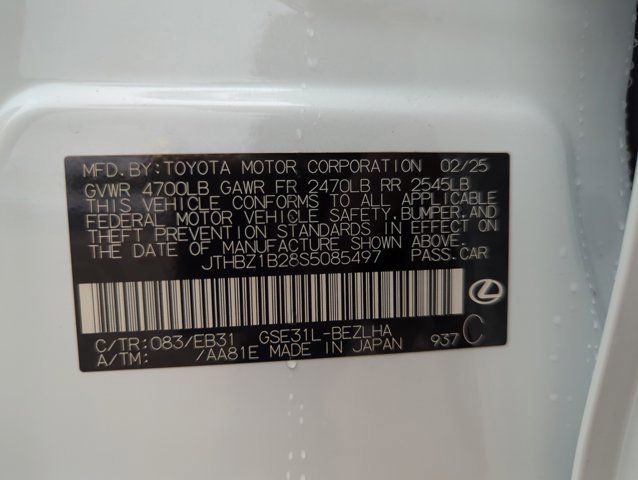 MFD.BY:TOYOTA MOTOR CORPORATION 02/25
GVWR 4700LB GAWR FR 2470LB RR 2545LB
THIS VEHICLE CONFORMS TO ALL APPLICABLE
FEDERAL MOTOR VEHICLE SAFETY,BUMPER,AND
THEFT PREVENTION STANDARDS IN EFFECT ON
THE DATE OF MANUFACTURE SHOWN ABOVE.
JTHBZ1B28S5085497 PASS.CAR
C/TR:083/EB31 GSE31L-BEZLHA
A/TM: /AA81E MADE IN JAPAN 937 C